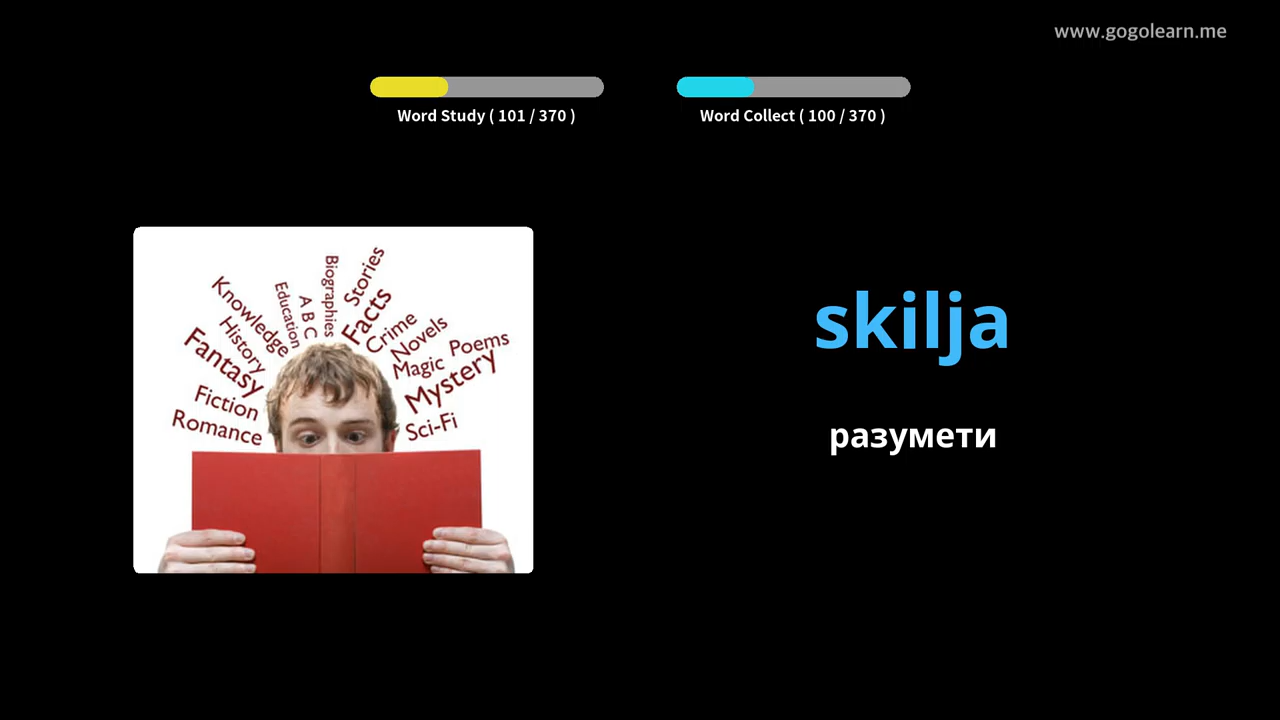 www.gogolearn.me
Word Study ( 101 / 370 )
Word Collect ( 100 / 370 )
Knowledge
Education
A B C
Biographies
Stories
Facts
Crime
Novels
Poems
History
Magic
Fantasy
Mystery
Fiction
Sci-Fi
Romance
skilja
разумети